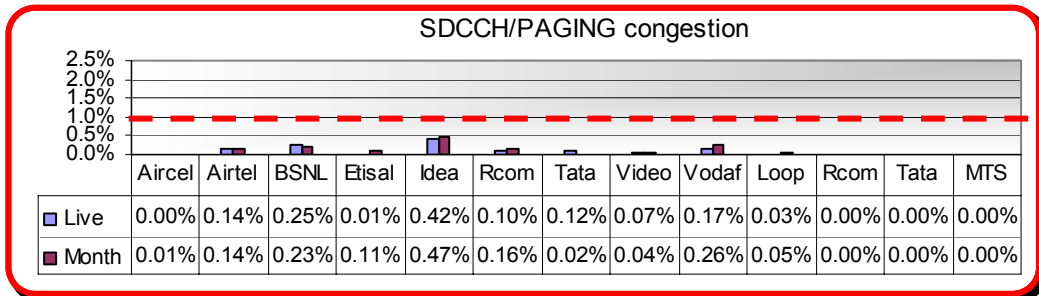 SDCCH/PAGING congestion
2.5%
2.0%
1.5%
1.0%
0.5%
0.0%
Aircel Airtel BSNL Etisal Idea Rcom Tata Video Vodaf Loop Rcom Tata MTS
Live 0.00% 0.14% 0.25% 0.01% 0.42% 0.10% 0.12% 0.07% 0.17% 0.03% 0.00% 0.00% 0.00%
Month 0.01% 0.14% 0.23% 0.11% 0.47% 0.16% 0.02% 0.04% 0.26% 0.05% 0.00% 0.00% 0.00%